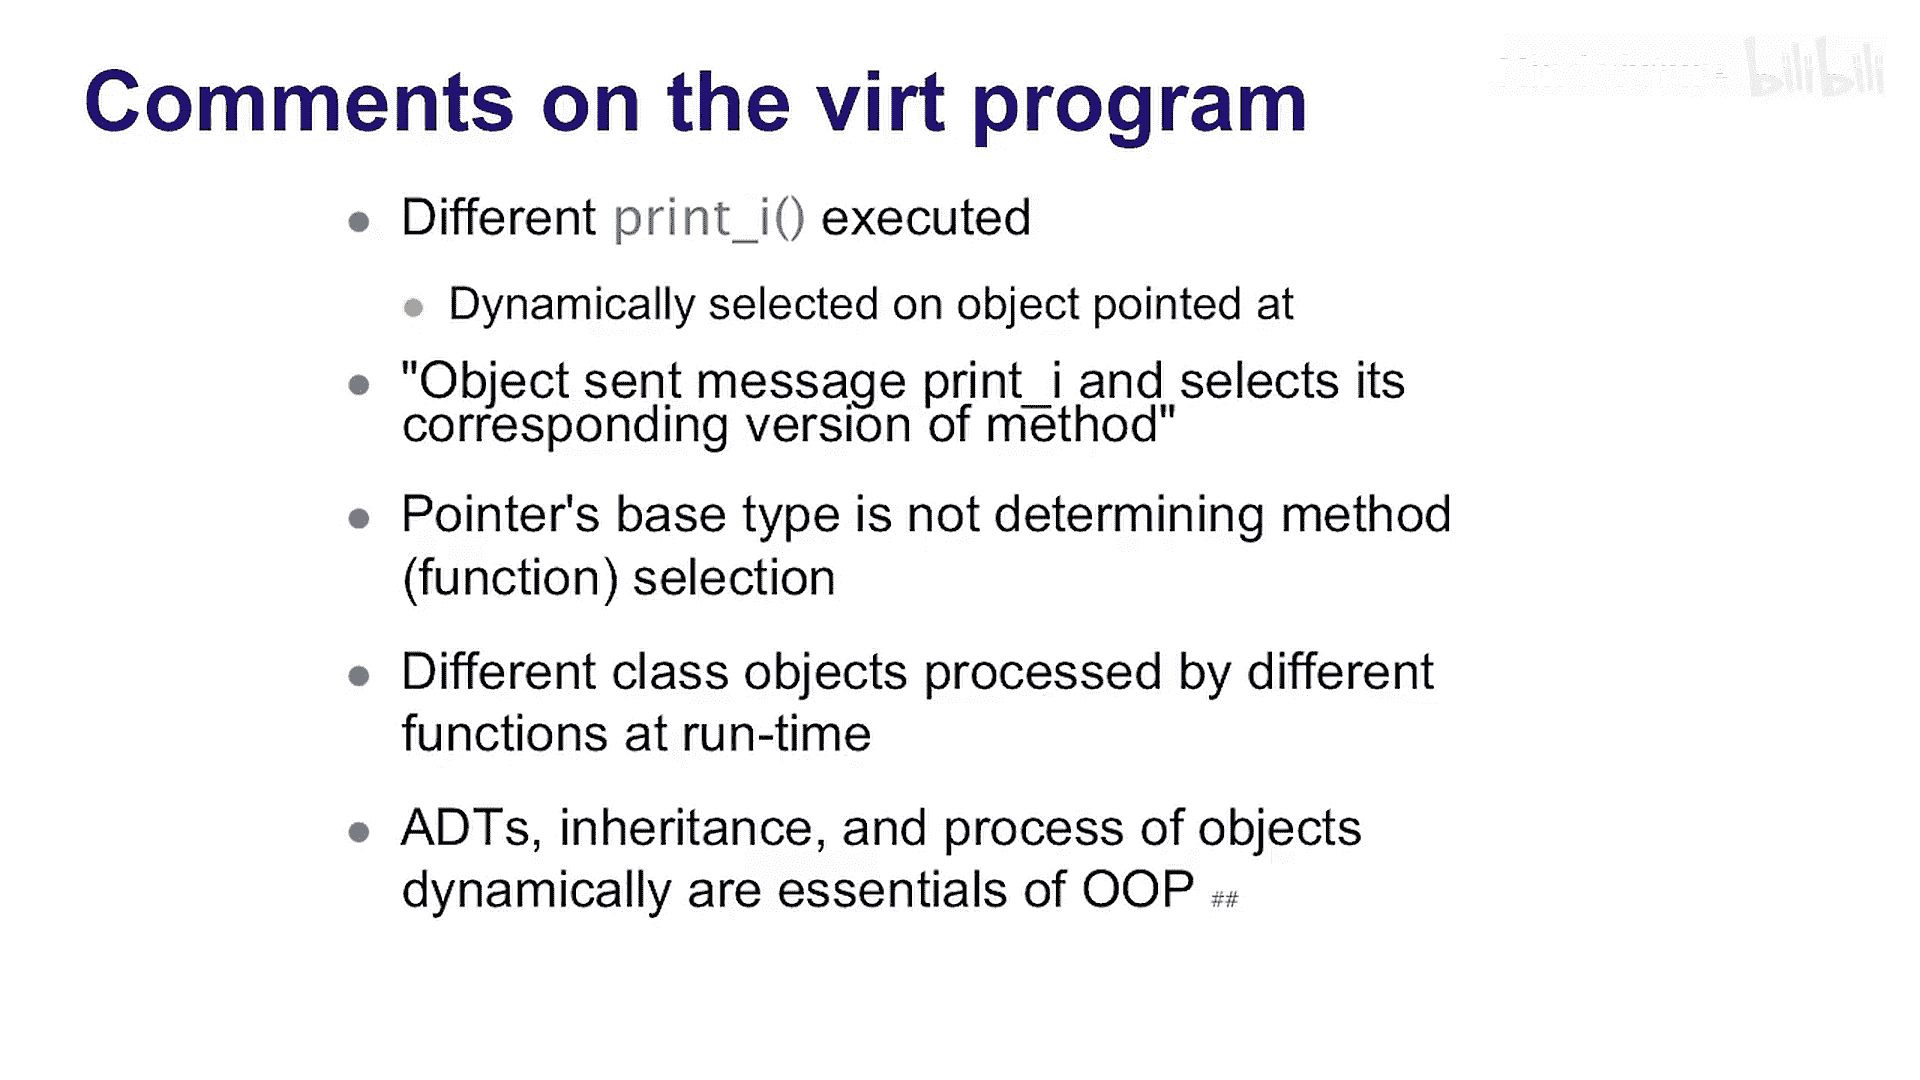 Comments on the virt program
bilibili
Different print_i() executed
Dynamically selected on object pointed at
"Object sent message print_i and selects its
corresponding version of method"
Pointer's base type is not determining method
(function) selection
Different class objects processed by different
functions at run-time
ADTs, inheritance, and process of objects
dynamically are essentials of OOP ##